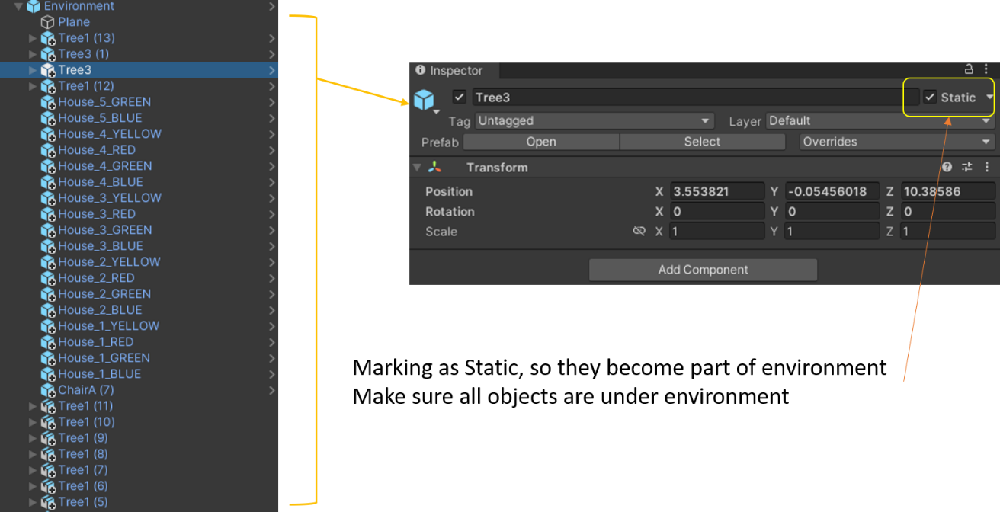 Environment
Plane
Tree1 (13)
Tree3 (1)
Tree3
Tree1 (12)
House_5_GREEN
House_5_BLUE
House_4_YELLOW
House_4_RED
House_4_GREEN
House_4_BLUE
House_3_YELLOW
House_3_RED
House_3_GREEN
House_3_BLUE
House_2_YELLOW
House_2_RED
House_2_GREEN
House_2_BLUE
House_1_YELLOW
House_1_RED
House_1_GREEN
House_1_BLUE
ChairA (7)
Tree1 (11)
Tree1 (10)
Tree1 (9)
Tree1 (8)
Tree1 (7)
Tree1 (6)
Tree1 (5)
Inspector
Tree3 Static
Tag Untagged Layer Default
Prefab Open Select Overrides
Transform
Position X 3.553821 Y -0.05456018 Z 10.38586
Rotation X 0 Y 0 Z 0
Scale X 1 Y 1 Z 1
Add Component
Marking as Static, so they become part of environment
Make sure all objects are under environment